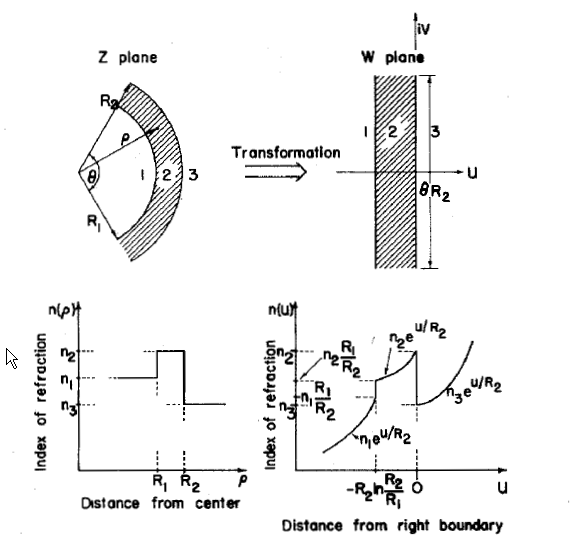 iV
Z plane
W plane
R2
ρ
1
2
3
θ
R1
Transformation
1
2
3
U
θR2
n(ρ)
n2
n1
n3
Index of refraction
R1
R2
ρ
Distance from center
n(u)
n2
n2 R1/R2
n1 R1/R2
n3
n2e^u/R2
n3e^u/R2
n1e^u/R2
Index of refraction
-R2ln R2/R1
O
U
Distance from right boundary